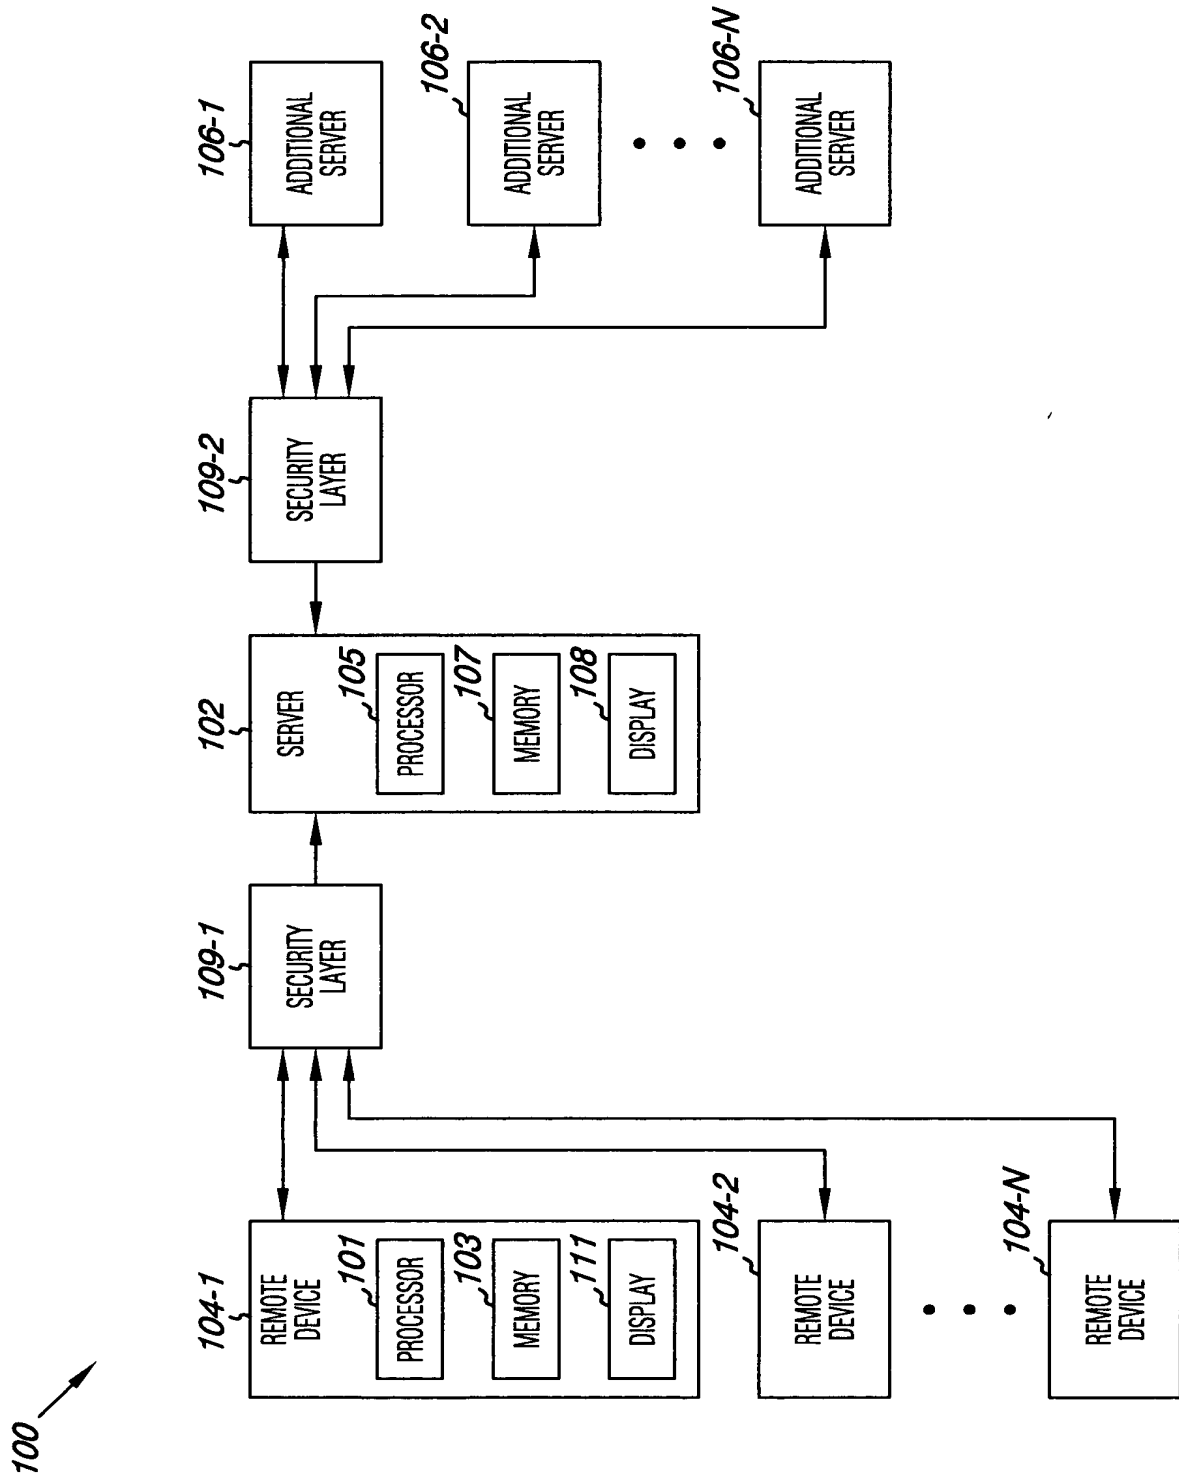 100
104-1
REMOTE
DEVICE
101
PROCESSOR
103
MEMORY
111
DISPLAY
104-2
REMOTE
DEVICE
104-N
REMOTE
DEVICE
109-1
SECURITY
LAYER
102
SERVER
105
PROCESSOR
107
MEMORY
108
DISPLAY
109-2
SECURITY
LAYER
106-1
ADDITIONAL
SERVER
106-2
ADDITIONAL
SERVER
106-N
ADDITIONAL
SERVER